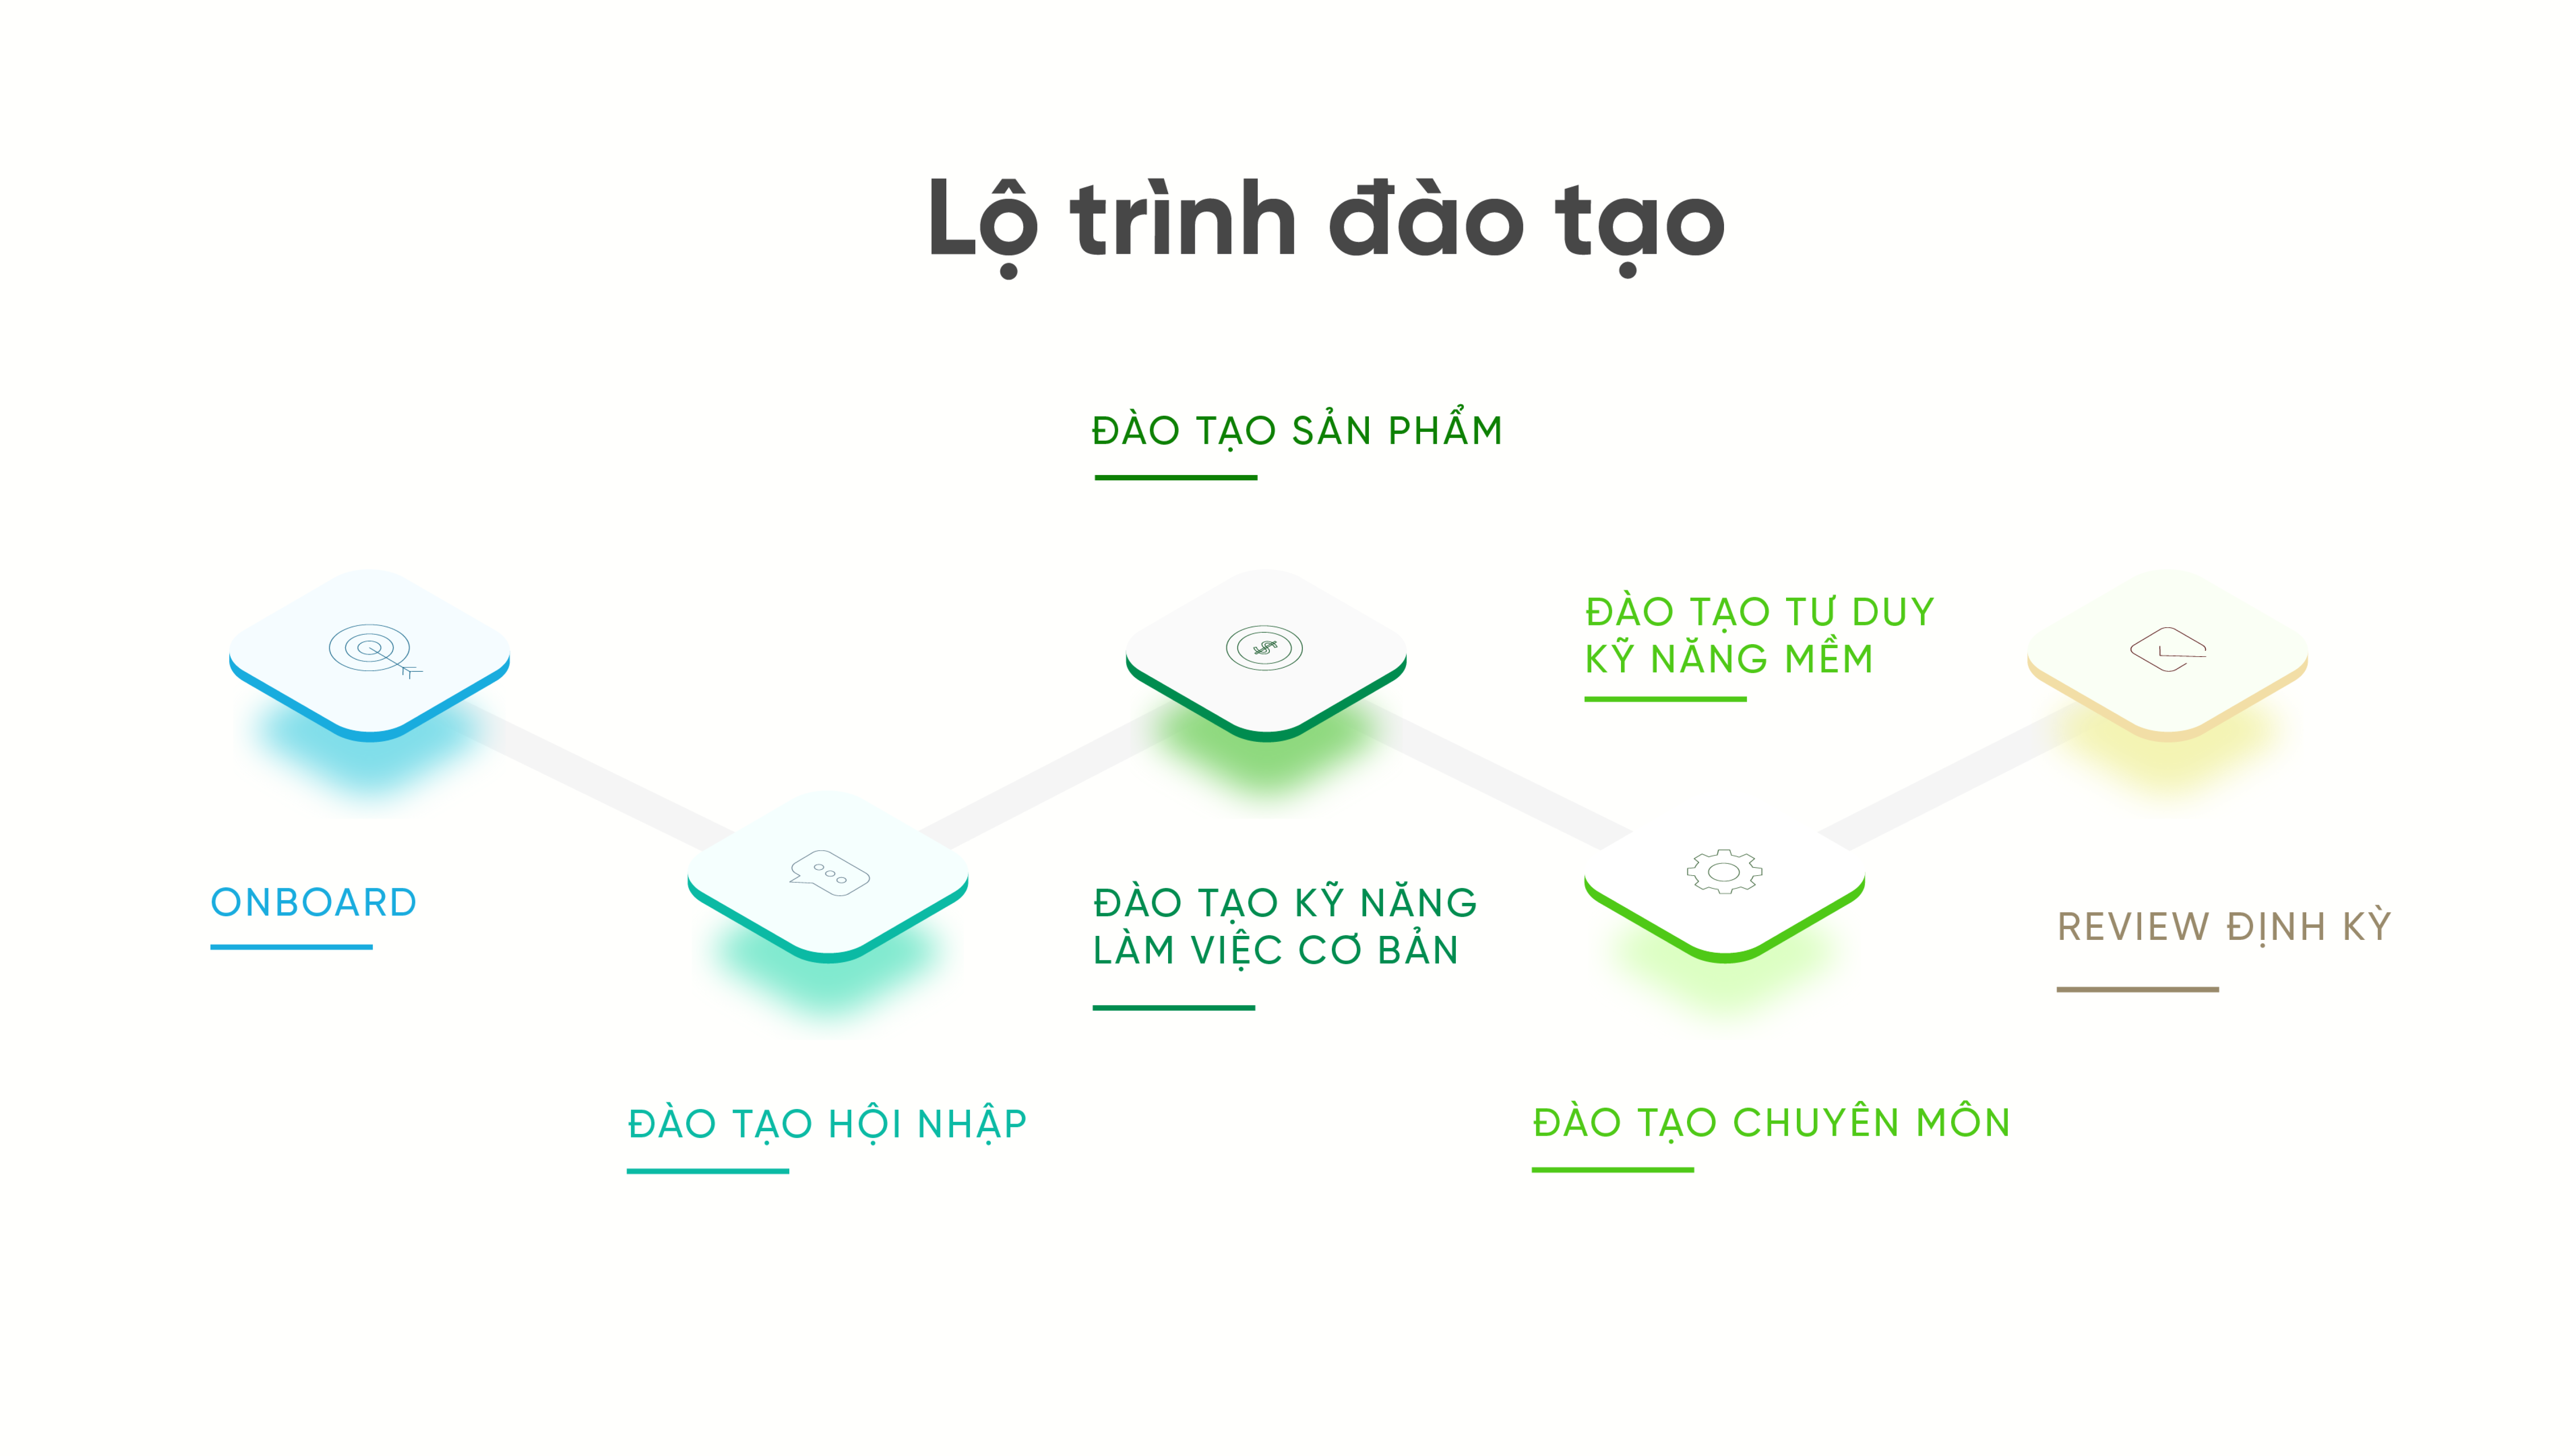 Lộ trình đào tạo
ĐÀO TẠO SẢN PHẨM
ĐÀO TẠO TƯ DUY
KỸ NĂNG MỀM
ONBOARD
ĐÀO TẠO KỸ NĂNG
LÀM VIỆC CƠ BẢN
REVIEW ĐỊNH KỲ
ĐÀO TẠO HỘI NHẬP
ĐÀO TẠO CHUYÊN MÔN